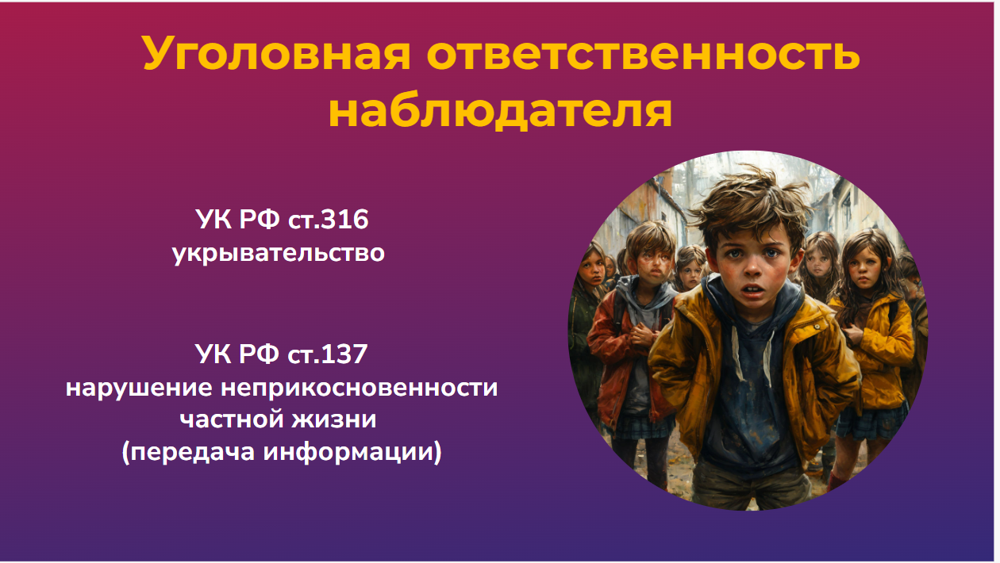 Уголовная ответственность
наблюдателя
УК РФ ст.316
укрывательство
УК РФ ст.137
нарушение неприкосновенности
частной жизни
(передача информации)